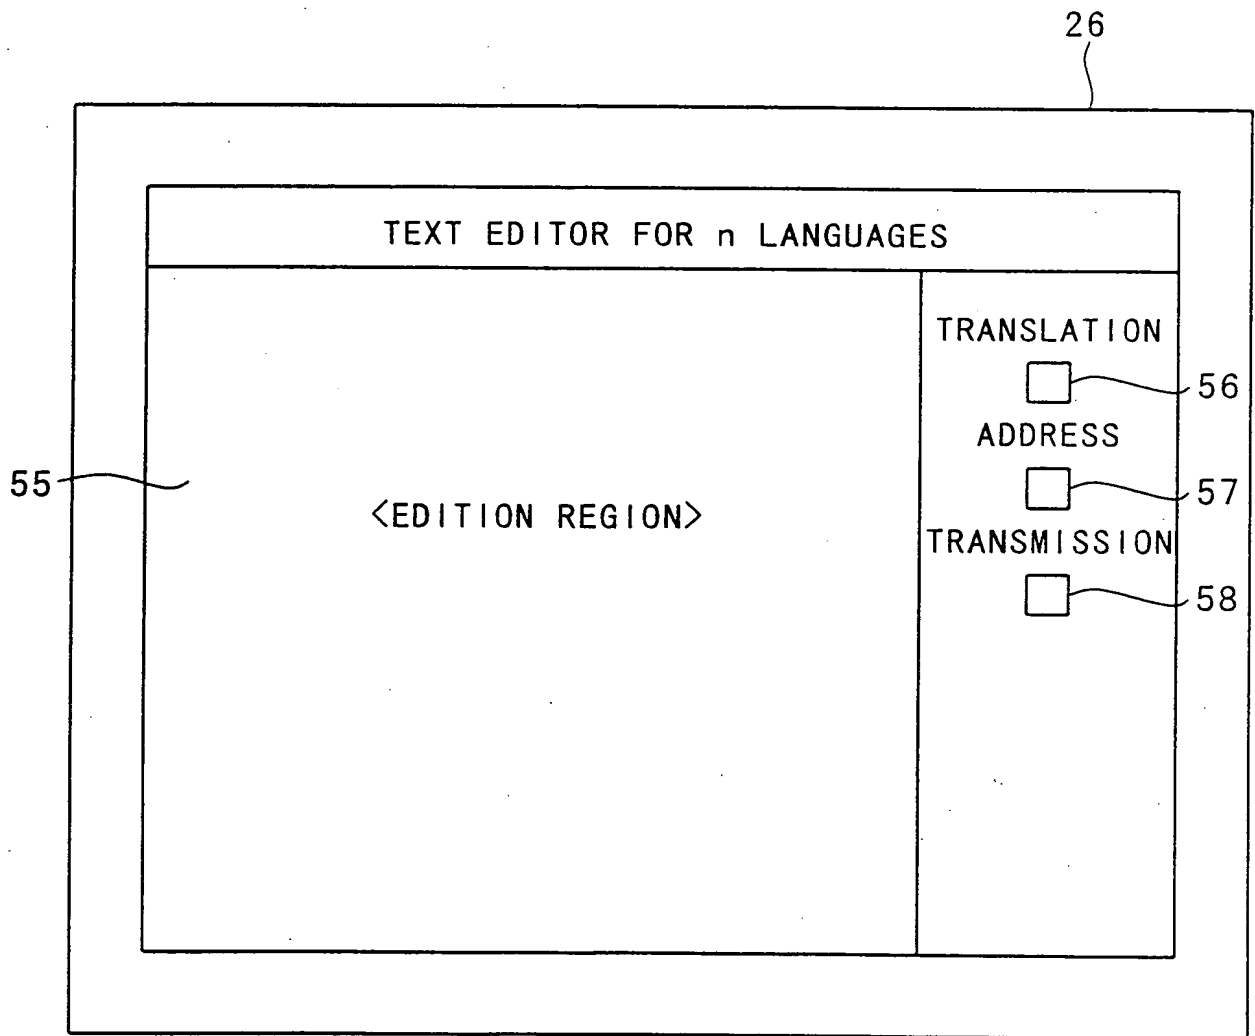 26
TEXT EDITOR FOR n LANGUAGES
TRANSLATION
56
ADDRESS
55
57
<EDITION REGION>
TRANSMISSION
58